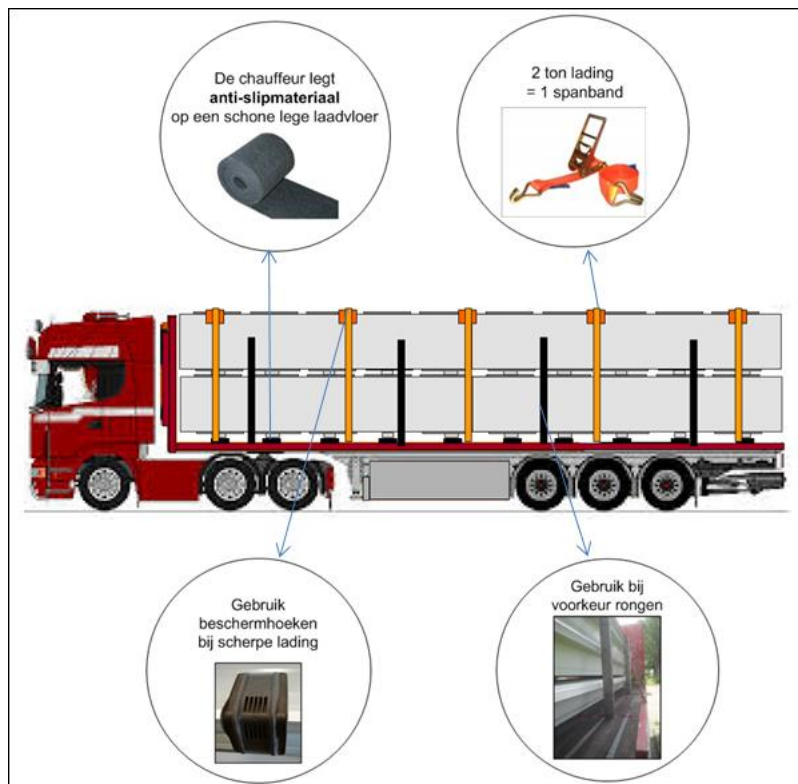 De chauffeur legt
anti-slipmateriaal
op een schone lege laadvloer
2 ton lading
= 1 spanband
Gebruik
beschermhoeken
bij scherpe lading
Gebruik bij
voorkeur rongen